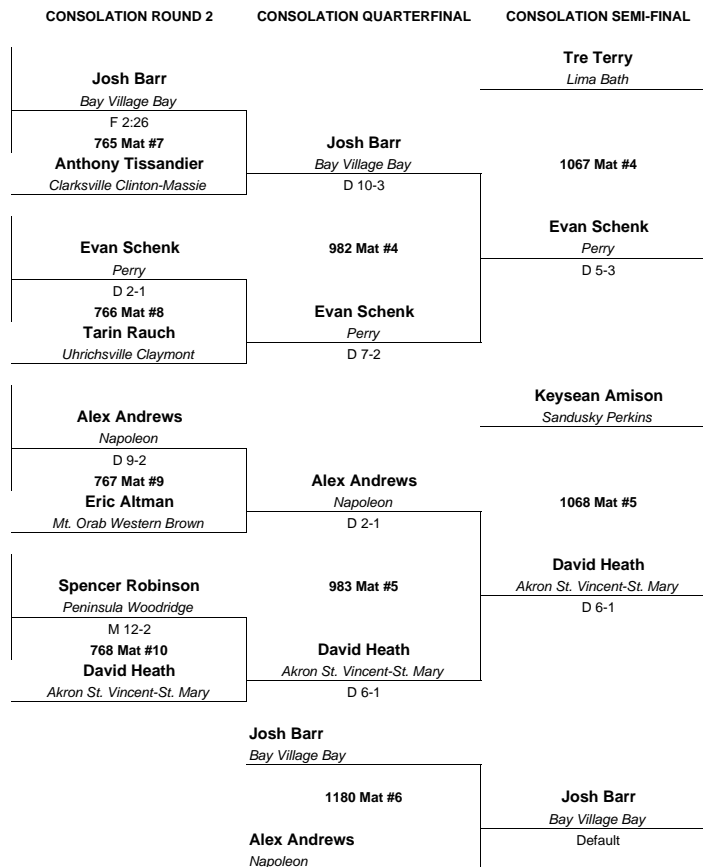 CONSOLATION ROUND 2
CONSOLATION QUARTERFINAL
CONSOLATION SEMI-FINAL
Josh Barr
Bay Village Bay
F 2:26
765 Mat #7
Anthony Tissandier
Clarksville Clinton-Massie
Evan Schenk
Perry
D 2-1
766 Mat #8
Tarin Rauch
Uhrichsville Claymont
Alex Andrews
Napoleon
D 9-2
767 Mat #9
Eric Altman
Mt. Orab Western Brown
Spencer Robinson
Peninsula Woodridge
M 12-2
768 Mat #10
David Heath
Akron St. Vincent-St. Mary
Josh Barr
Bay Village Bay
D 10-3
982 Mat #4
Evan Schenk
Perry
D 7-2
Alex Andrews
Napoleon
D 2-1
983 Mat #5
David Heath
Akron St. Vincent-St. Mary
D 6-1
Tre Terry
Lima Bath
1067 Mat #4
Evan Schenk
Perry
D 5-3
Keysean Amison
Sandusky Perkins
1068 Mat #5
David Heath
Akron St. Vincent-St. Mary
D 6-1
Josh Barr
Bay Village Bay
1180 Mat #6
Alex Andrews
Napoleon
Josh Barr
Bay Village Bay
Default